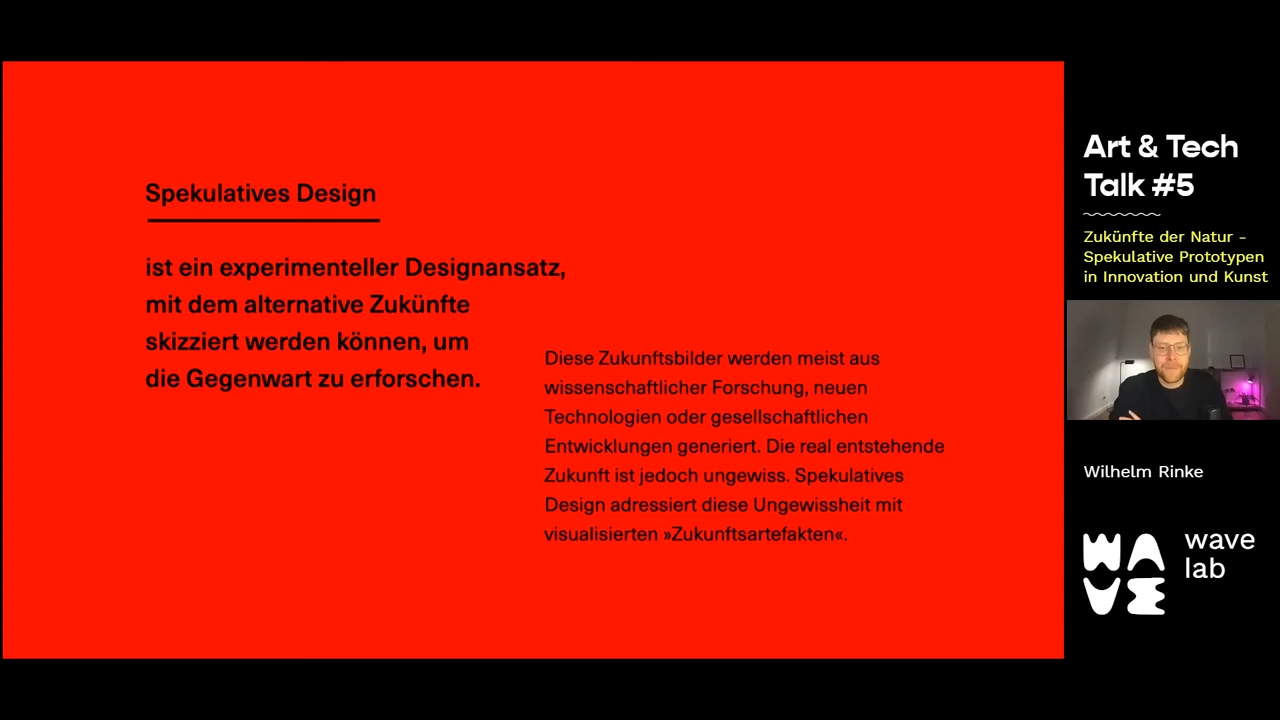 Spekulatives Design
ist ein experimenteller Designansatz,
mit dem alternative Zukünfte
skizziert werden können, um
die Gegenwart zu erforschen.
Diese Zukunftsbilder werden meist aus
wissenschaftlicher Forschung, neuen
Technologien oder gesellschaftlichen
Entwicklungen generiert. Die real entstehende
Zukunft ist jedoch ungewiss. Spekulatives
Design adressiert diese Ungewissheit mit
visualisierten »Zukunftsartefakten«.
Art & Tech
Talk #5
Zukünfte der Natur -
Spekulative Prototypen
in Innovation und Kunst
Wilhelm Rinke
WA
VE
wave
lab